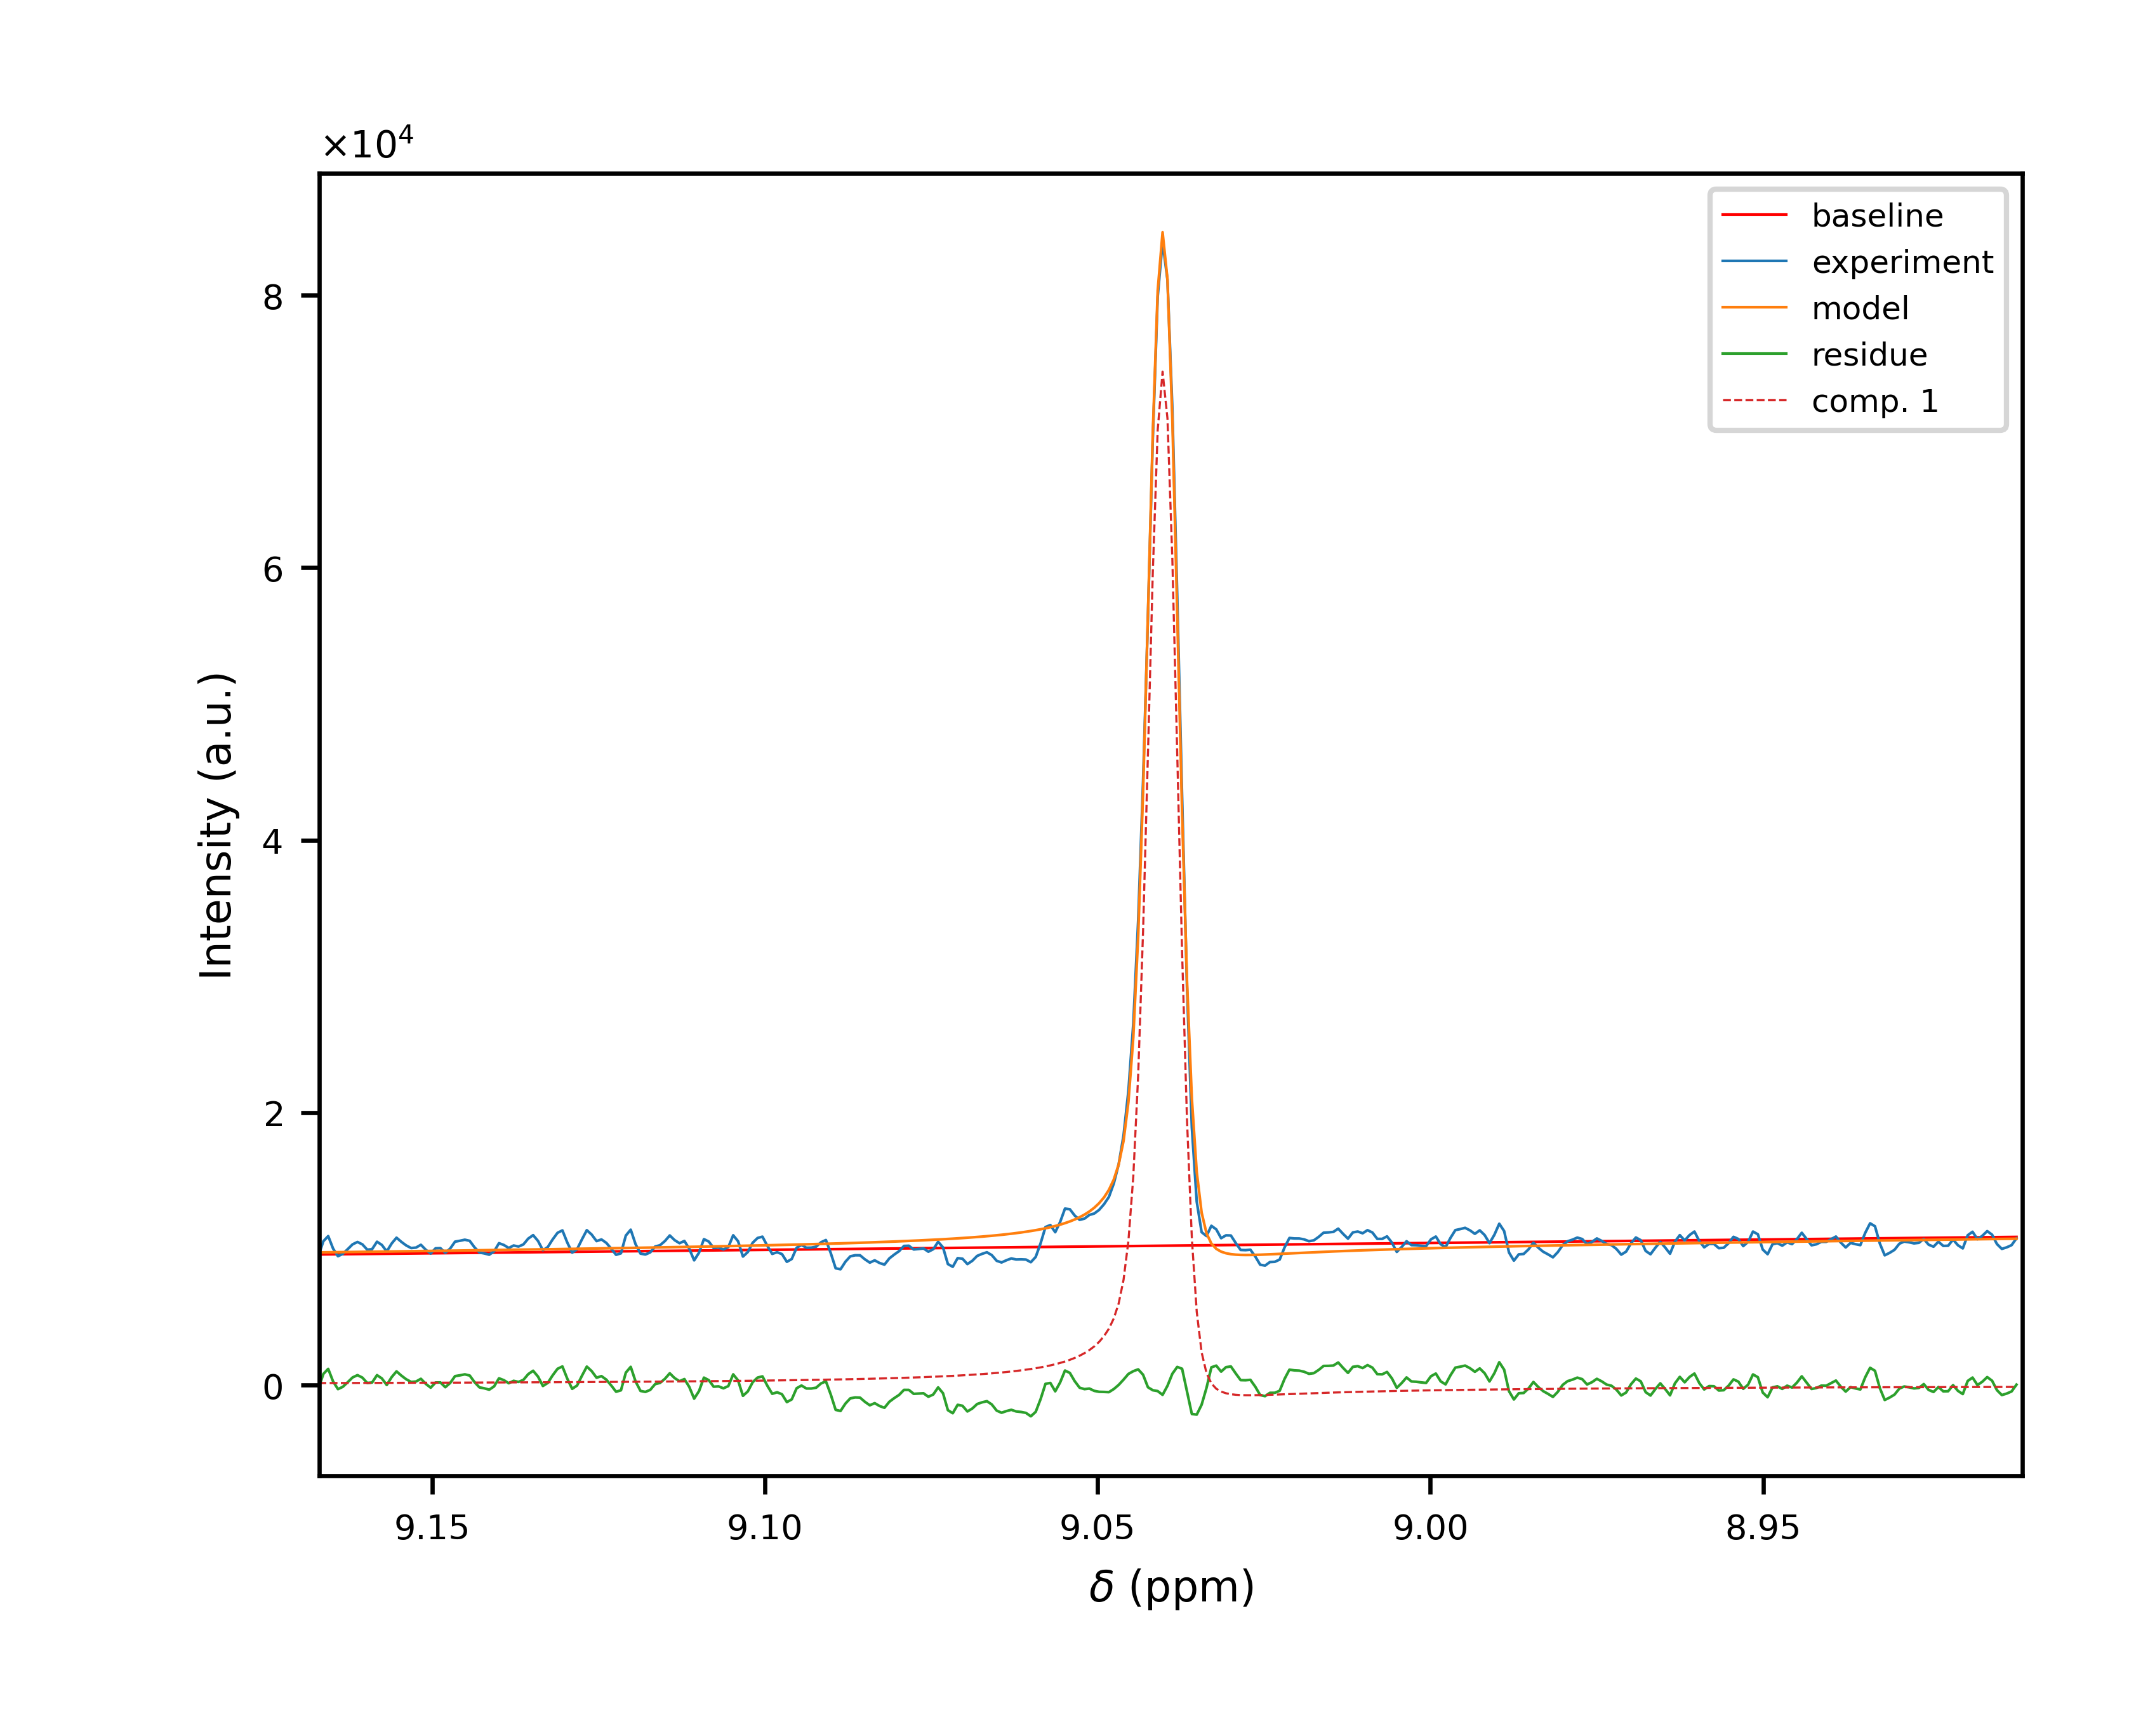 ×10⁴
baseline
experiment
model
residue
comp. 1
8
6
4
2
0
Intensity (a.u.)
9.15 9.10 9.05 9.00 8.95
δ (ppm)